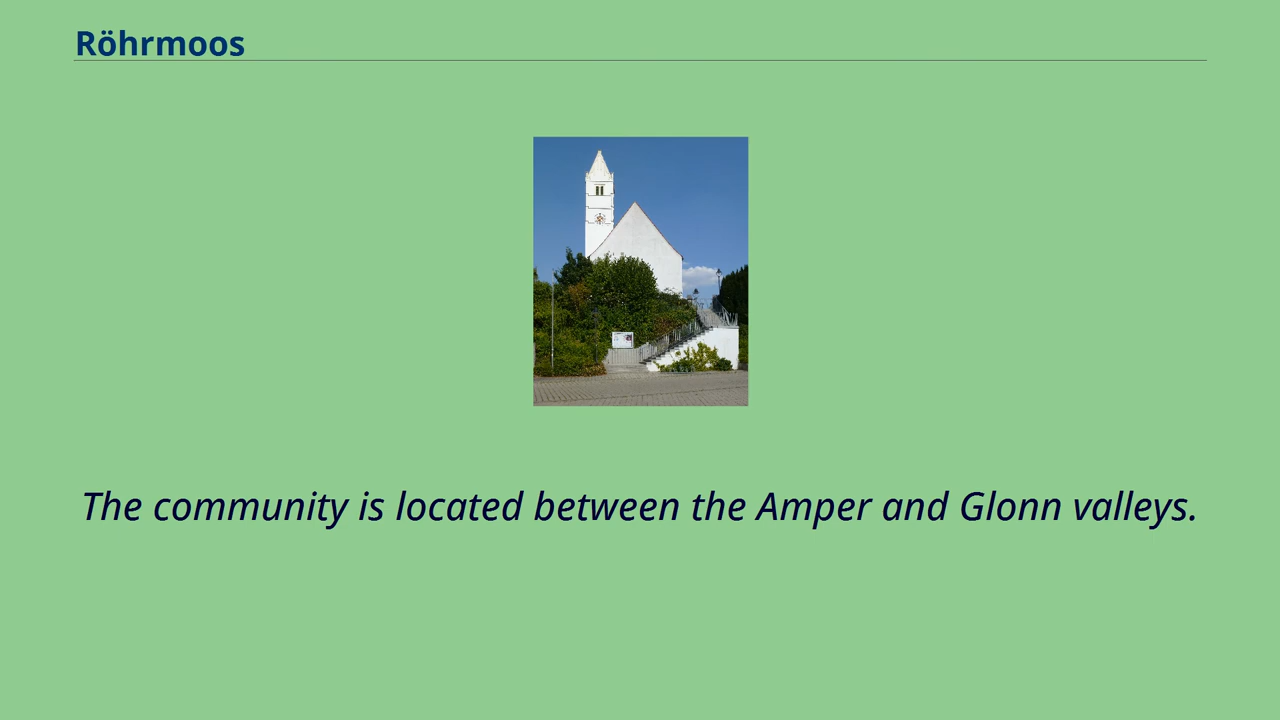 Röhrmoos
The community is located between the Amper and Glonn valleys.